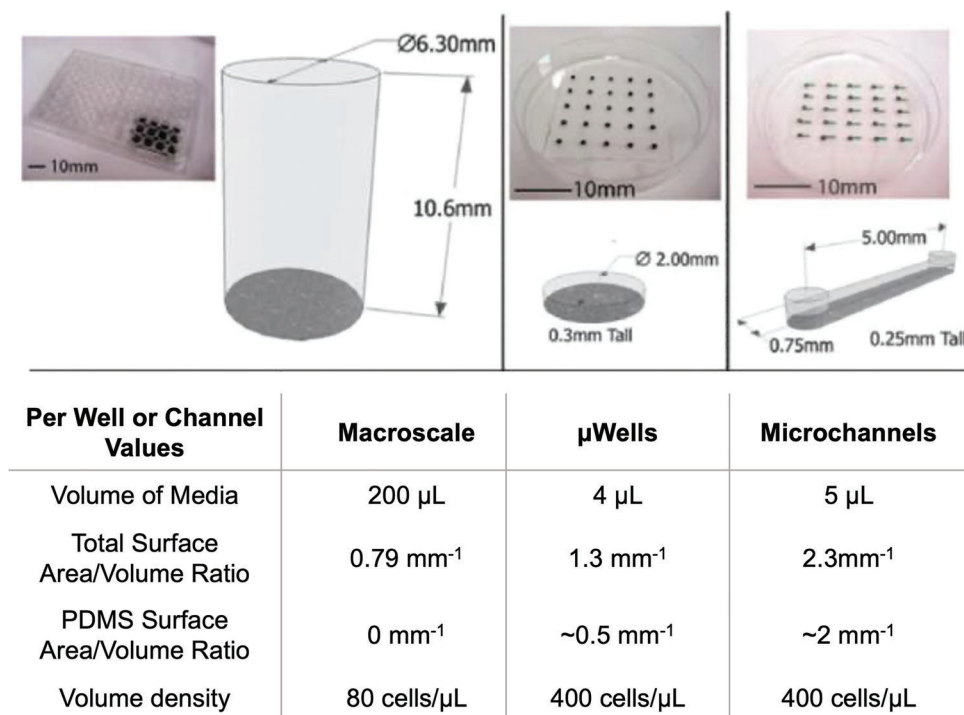 Ø6.30mm
10mm
10.6mm
10mm
Ø 2.00mm
0.3mm Tall
10mm
5.00mm
0.75mm
0.25mm Tall
Per Well or Channel
Values
Macroscale
µWells
Microchannels
Volume of Media
200 µL
4 µL
5 µL
Total Surface
Area/Volume Ratio
0.79 mm⁻¹
1.3 mm⁻¹
2.3mm⁻¹
PDMS Surface
Area/Volume Ratio
0 mm⁻¹
~0.5 mm⁻¹
~2 mm⁻¹
Volume density
80 cells/µL
400 cells/µL
400 cells/µL